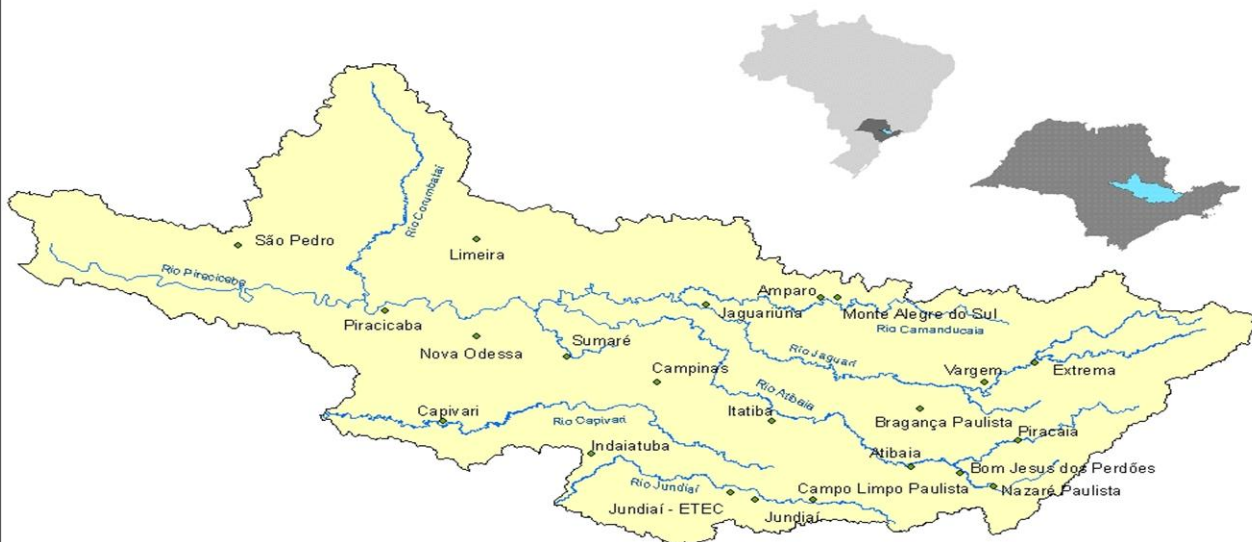 Rio Corumbataí
São Pedro
Limeira
Rio Piracicaba
Piracicaba
Nova Odessa
Sumaré
Amparo
Jaguariúna
Monte Alegre do Sul
Rio Camanducaia
Rio Jaguarí
Vargem
Extrema
Campinas
Rio Atibaia
Itatiba
Bragança Paulista
Capivari
Rio Capivari
Piracaia
Indaiatuba
Atibaia
Bom Jesus dos Perdões
Rio Jundiaí
Campo Limpo Paulista
Nazaré Paulista
Jundiaí - ETEC
Jundiaí